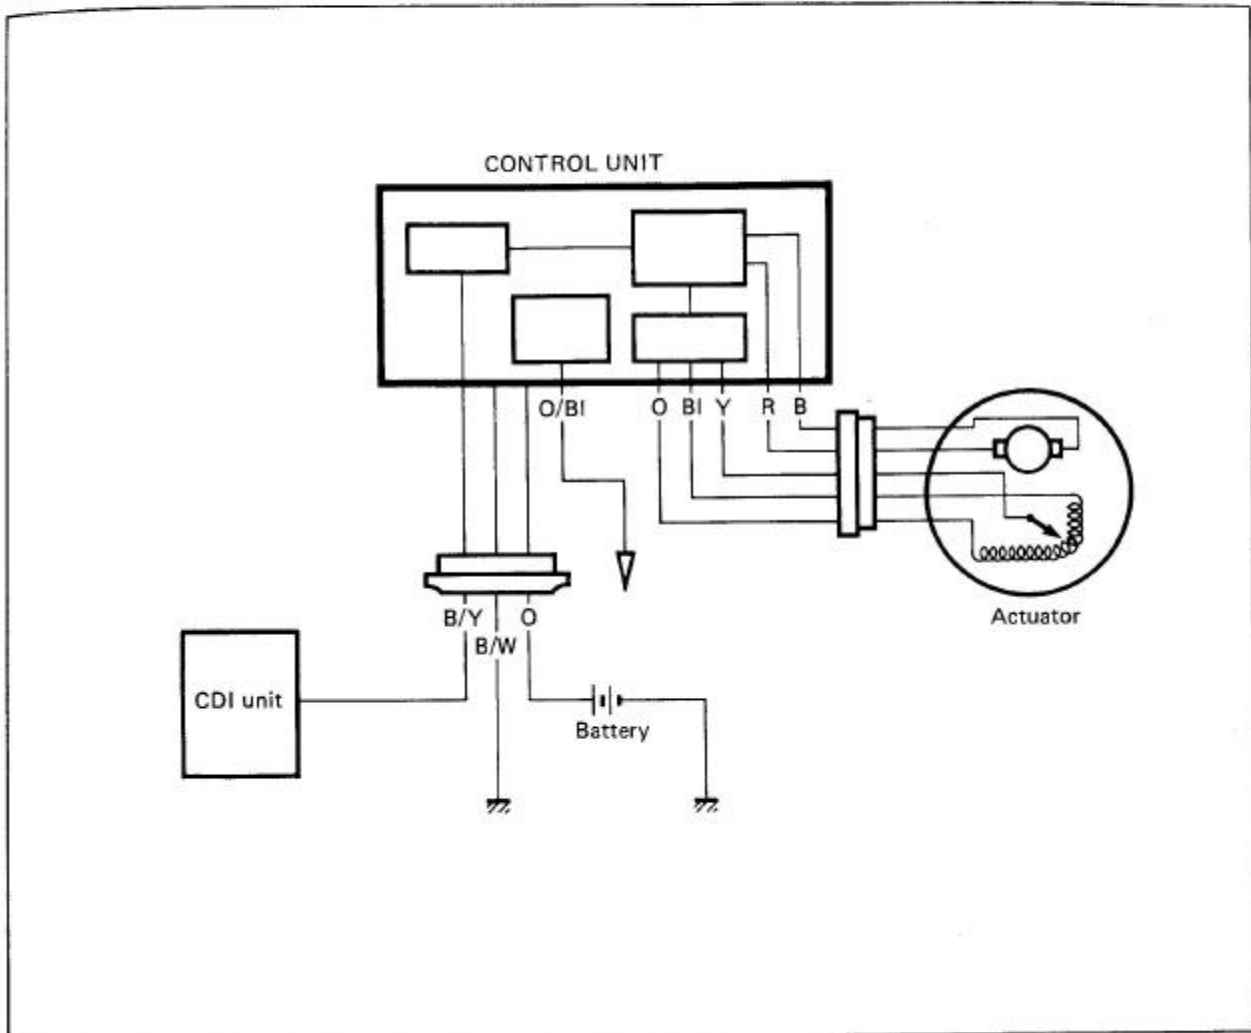 CONTROL UNIT
O/Bl O Bl Y R B
Actuator
B/Y O
B/W
CDI unit
Battery